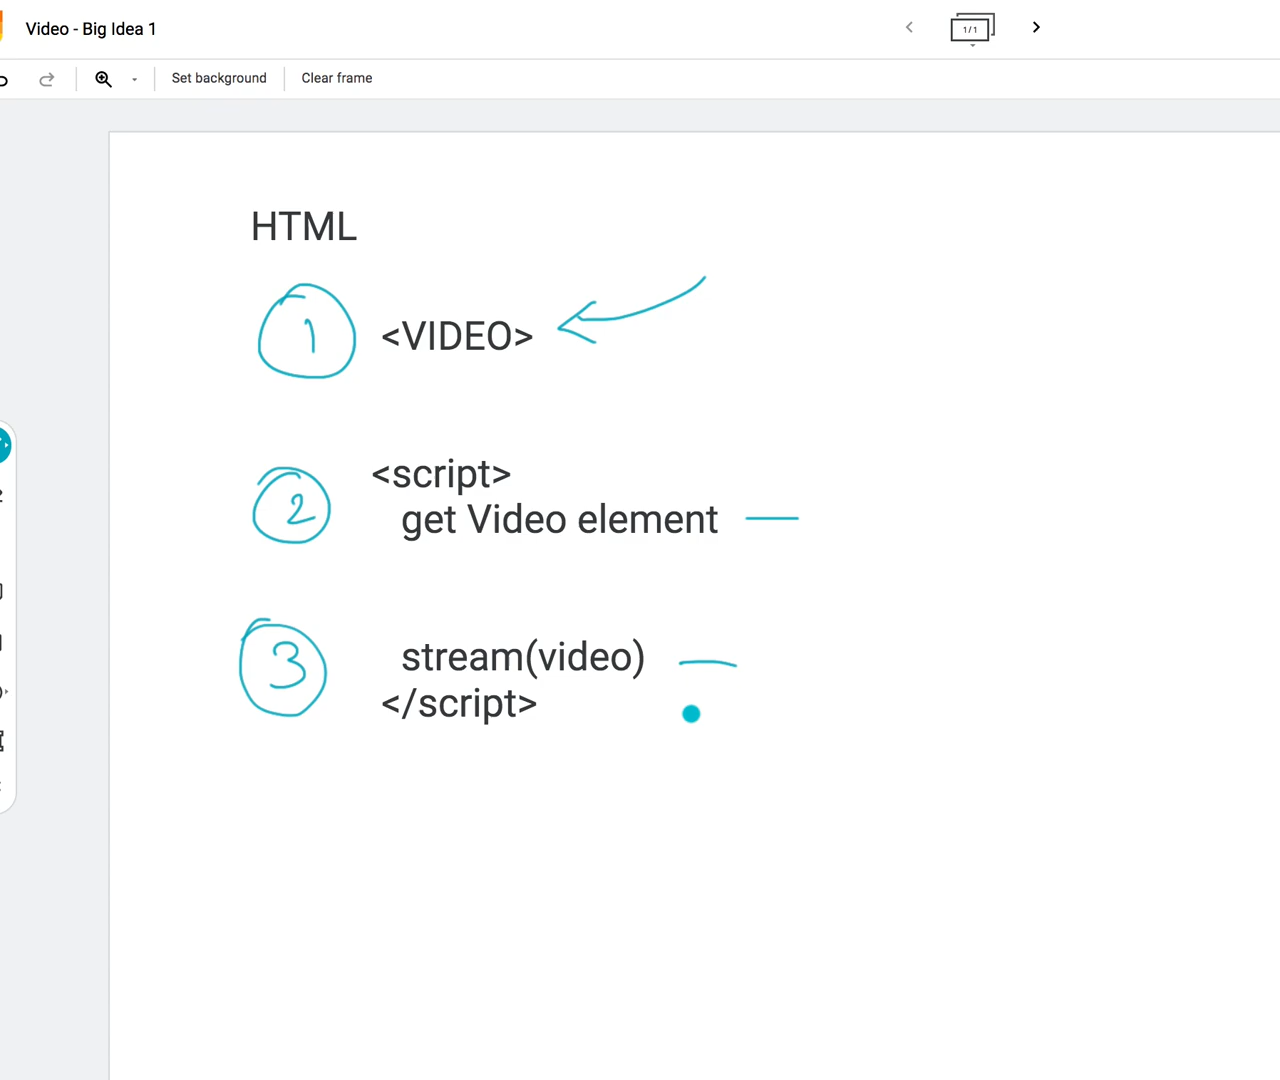 Video - Big Idea 1
1/1
Set background
Clear frame
HTML
1 <VIDEO>
<script>
2 get Video element
3 stream(video)
</script>